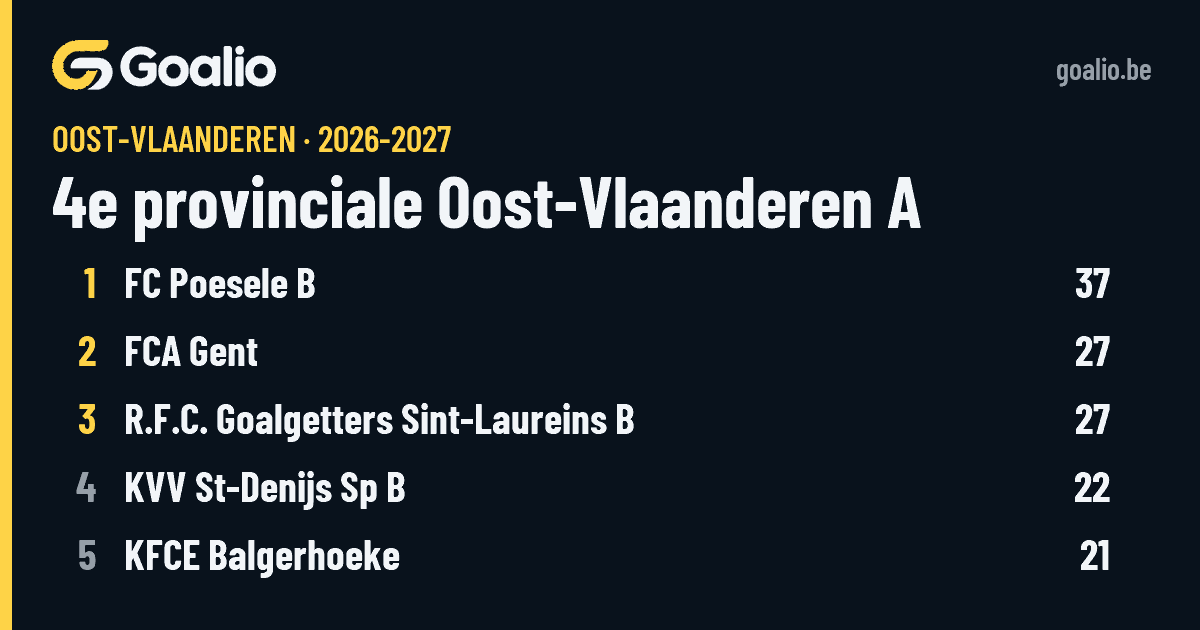 Goalio
goalio.be
OOST-VLAANDEREN · 2026-2027
4e provinciale Oost-Vlaanderen A
1 FC Poesele B 37
2 FCA Gent 27
3 R.F.C. Goalgetters Sint-Laureins B 27
4 KVV St-Denijs Sp B 22
5 KFCE Balgerhoeke 21